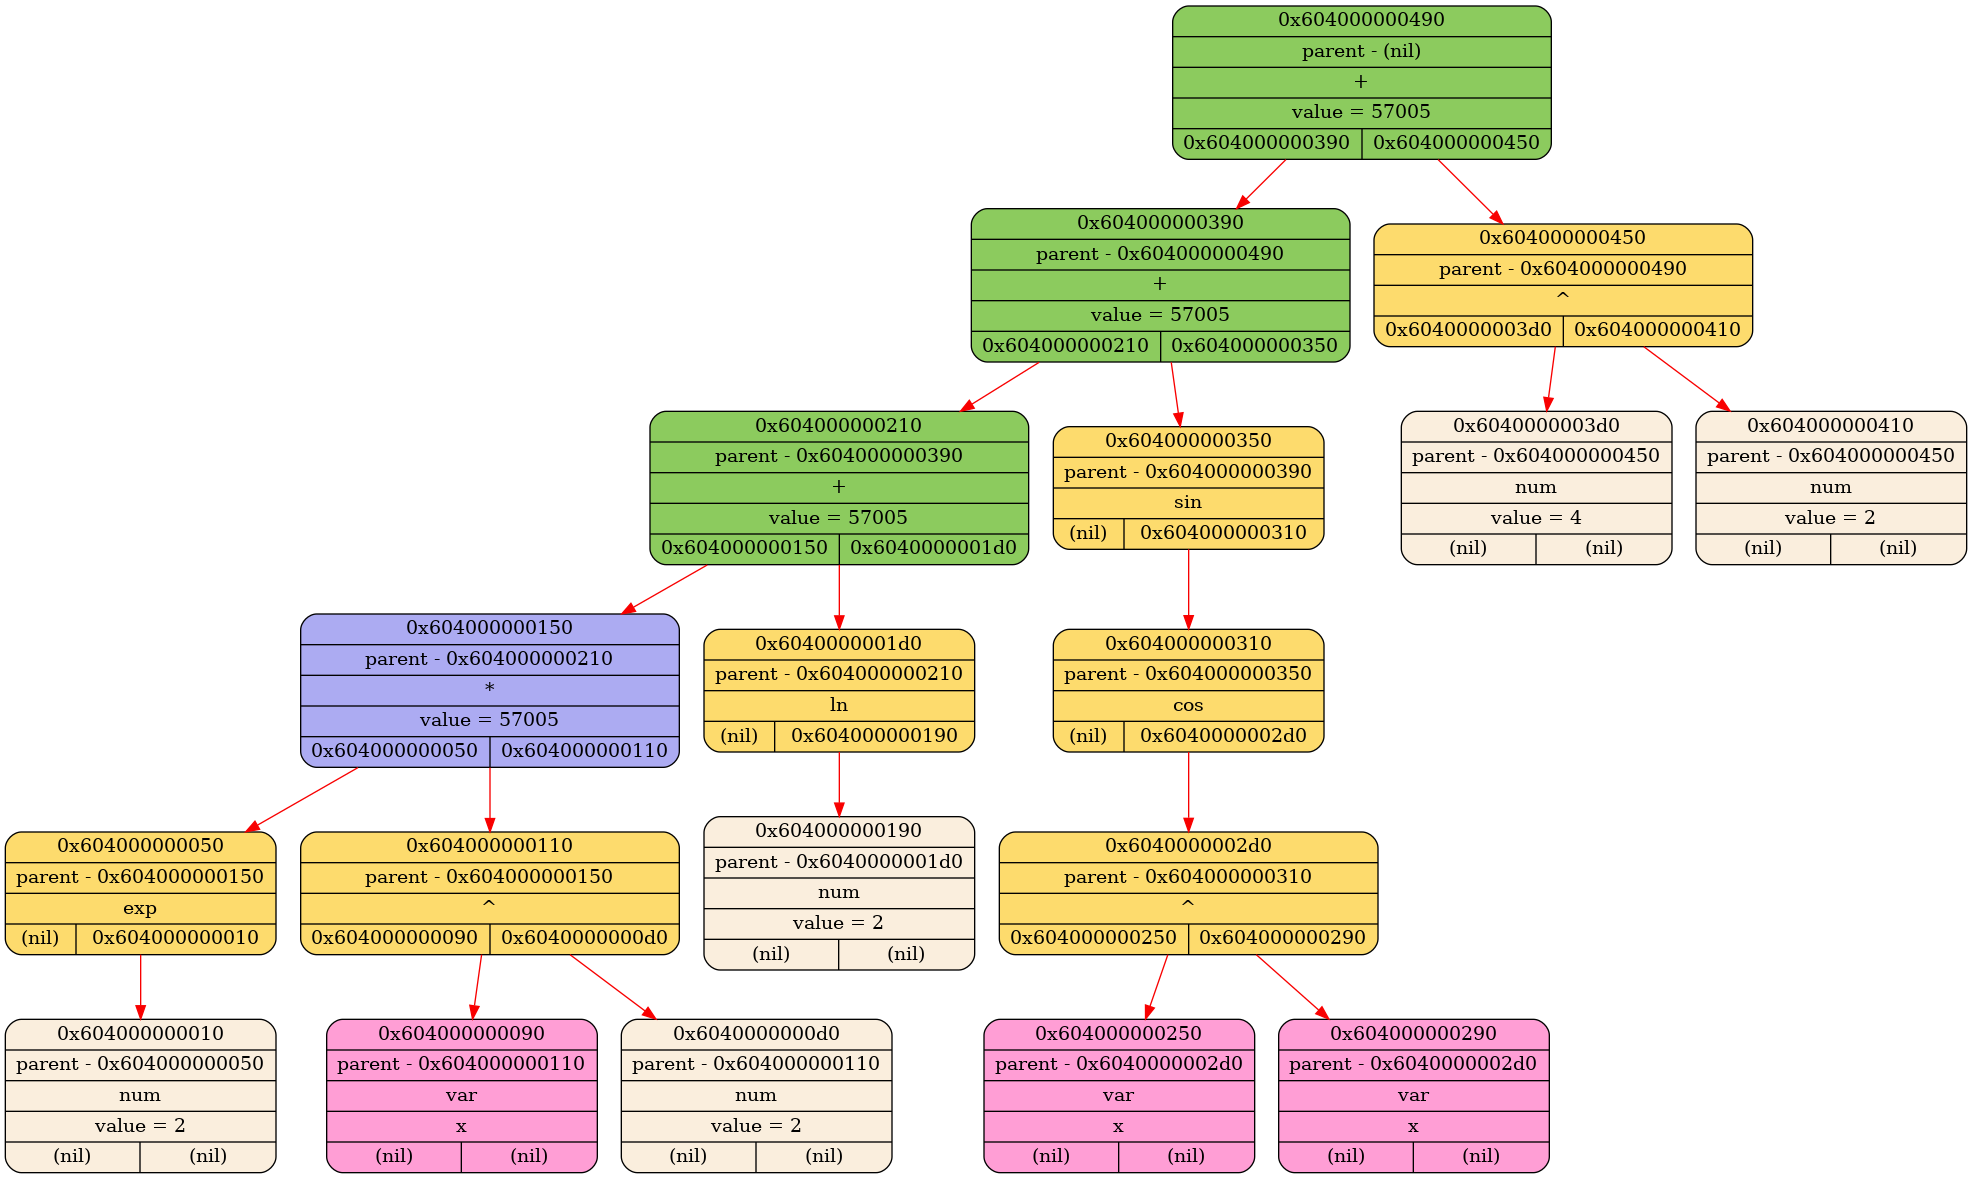 0x604000000490
parent - (nil)
+
value = 57005
0x604000000390 0x604000000450
0x604000000390
parent - 0x604000000490
+
value = 57005
0x604000000210 0x604000000350
0x604000000450
parent - 0x604000000490
^
0x6040000003d0 0x604000000410
0x604000000210
parent - 0x604000000390
+
value = 57005
0x604000000150 0x6040000001d0
0x604000000350
parent - 0x604000000390
sin
(nil) 0x604000000310
0x6040000003d0
parent - 0x604000000450
num
value = 4
(nil) (nil)
0x604000000410
parent - 0x604000000450
num
value = 2
(nil) (nil)
0x604000000150
parent - 0x604000000210
*
value = 57005
0x604000000050 0x604000000110
0x6040000001d0
parent - 0x604000000210
ln
(nil) 0x604000000190
0x604000000310
parent - 0x604000000350
cos
(nil) 0x6040000002d0
0x604000000050
parent - 0x604000000150
exp
(nil) 0x604000000010
0x604000000110
parent - 0x604000000150
^
0x604000000090 0x6040000000d0
0x604000000190
parent - 0x6040000001d0
num
value = 2
(nil) (nil)
0x6040000002d0
parent - 0x604000000310
^
0x604000000250 0x604000000290
0x604000000010
parent - 0x604000000050
num
value = 2
(nil) (nil)
0x604000000090
parent - 0x604000000110
var
x
(nil) (nil)
0x6040000000d0
parent - 0x604000000110
num
value = 2
(nil) (nil)
0x604000000250
parent - 0x6040000002d0
var
x
(nil) (nil)
0x604000000290
parent - 0x6040000002d0
var
x
(nil) (nil)